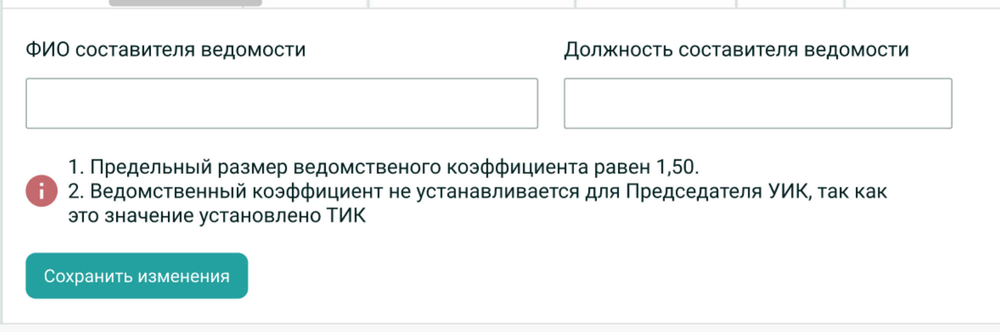 ФИО составителя ведомости
Должность составителя ведомости
1. Предельный размер ведомственого коэффициента равен 1,50.
2. Ведомственный коэффициент не устанавливается для Председателя УИК, так как
это значение установлено ТИК
Сохранить изменения